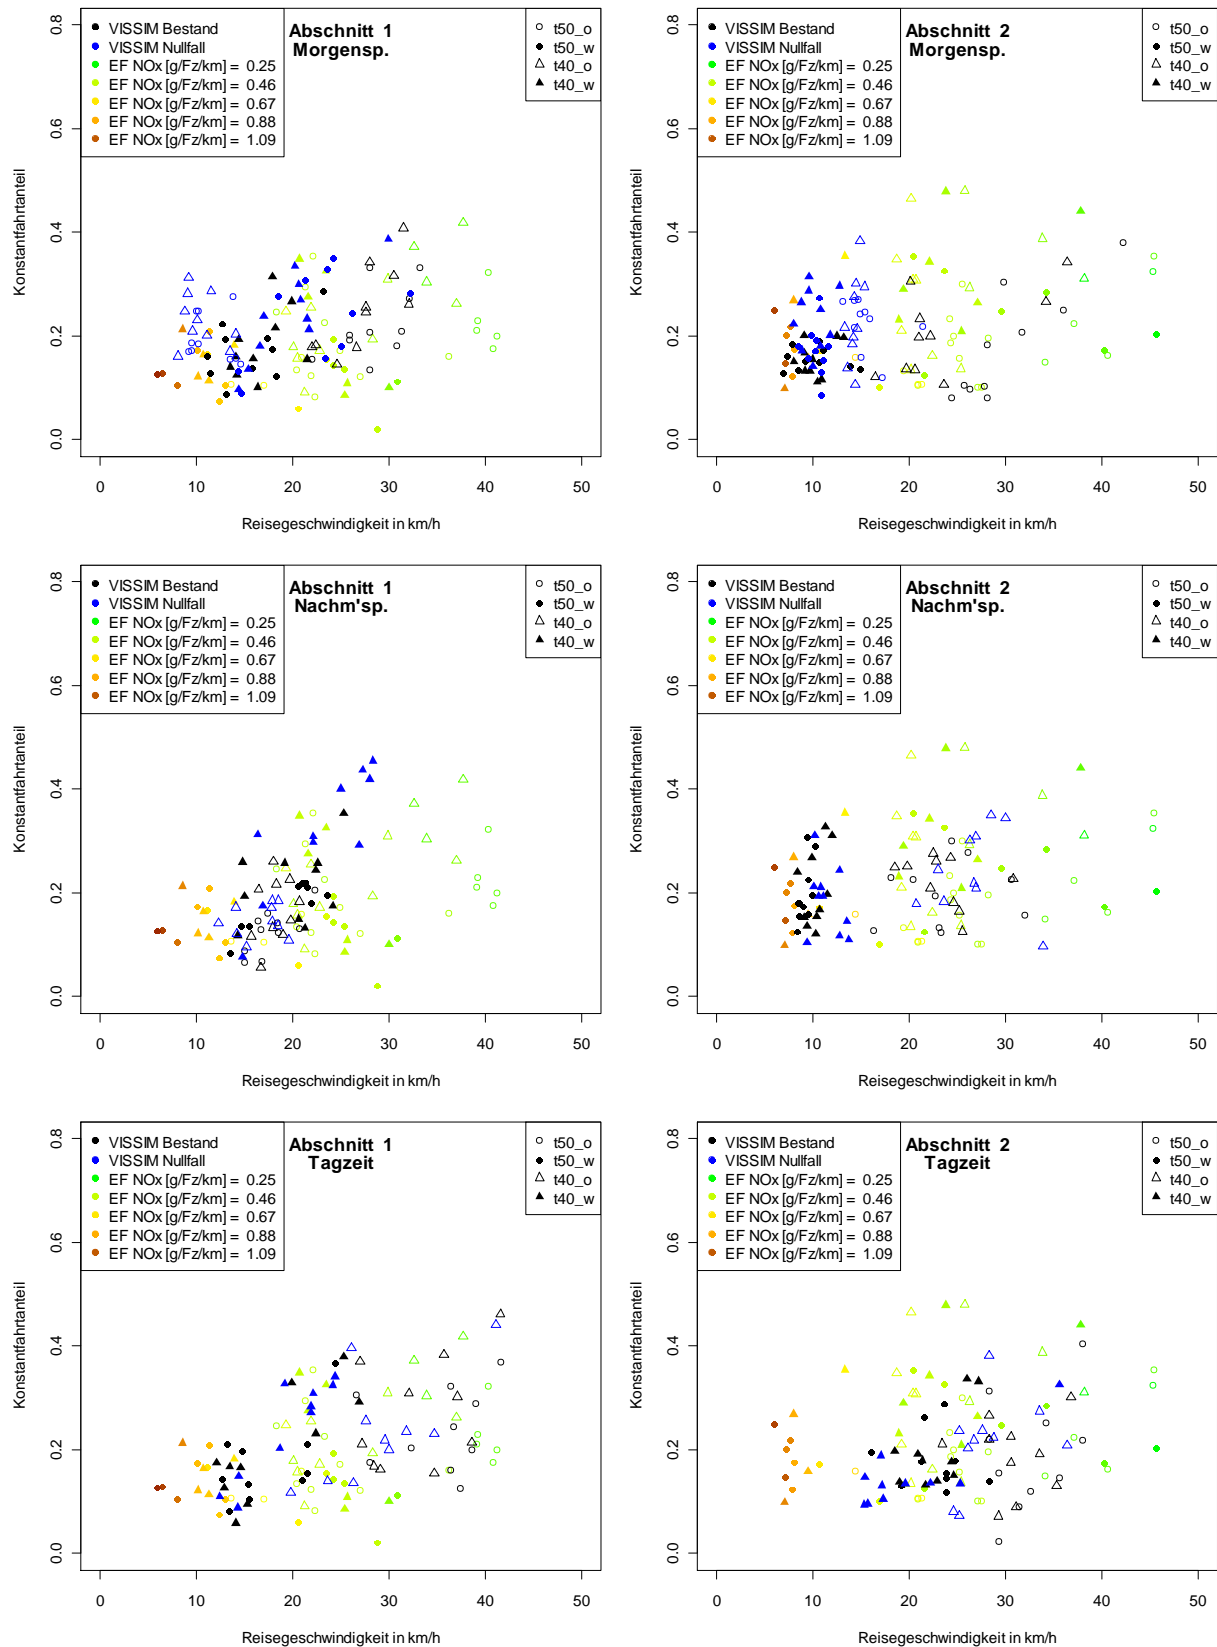 VISSIM Bestand
VISSIM Nullfall
EF NOx [g/Fz/km] = 0.25
EF NOx [g/Fz/km] = 0.46
EF NOx [g/Fz/km] = 0.67
EF NOx [g/Fz/km] = 0.88
EF NOx [g/Fz/km] = 1.09
Abschnitt 1
Morgensp.
t50_o
t50_w
t40_o
t40_w
Konstantfahrtanteil
0.8
0.6
0.4
0.2
0.0
0 10 20 30 40 50
Reisegeschwindigkeit in km/h
VISSIM Bestand
VISSIM Nullfall
EF NOx [g/Fz/km] = 0.25
EF NOx [g/Fz/km] = 0.46
EF NOx [g/Fz/km] = 0.67
EF NOx [g/Fz/km] = 0.88
EF NOx [g/Fz/km] = 1.09
Abschnitt 2
Morgensp.
t50_o
t50_w
t40_o
t40_w
Konstantfahrtanteil
0.8
0.6
0.4
0.2
0.0
0 10 20 30 40 50
Reisegeschwindigkeit in km/h
VISSIM Bestand
VISSIM Nullfall
EF NOx [g/Fz/km] = 0.25
EF NOx [g/Fz/km] = 0.46
EF NOx [g/Fz/km] = 0.67
EF NOx [g/Fz/km] = 0.88
EF NOx [g/Fz/km] = 1.09
Abschnitt 1
Nachm'sp.
t50_o
t50_w
t40_o
t40_w
Konstantfahrtanteil
0.8
0.6
0.4
0.2
0.0
0 10 20 30 40 50
Reisegeschwindigkeit in km/h
VISSIM Bestand
VISSIM Nullfall
EF NOx [g/Fz/km] = 0.25
EF NOx [g/Fz/km] = 0.46
EF NOx [g/Fz/km] = 0.67
EF NOx [g/Fz/km] = 0.88
EF NOx [g/Fz/km] = 1.09
Abschnitt 2
Nachm'sp.
t50_o
t50_w
t40_o
t40_w
Konstantfahrtanteil
0.8
0.6
0.4
0.2
0.0
0 10 20 30 40 50
Reisegeschwindigkeit in km/h
VISSIM Bestand
VISSIM Nullfall
EF NOx [g/Fz/km] = 0.25
EF NOx [g/Fz/km] = 0.46
EF NOx [g/Fz/km] = 0.67
EF NOx [g/Fz/km] = 0.88
EF NOx [g/Fz/km] = 1.09
Abschnitt 1
Tagzeit
t50_o
t50_w
t40_o
t40_w
Konstantfahrtanteil
0.8
0.6
0.4
0.2
0.0
0 10 20 30 40 50
Reisegeschwindigkeit in km/h
VISSIM Bestand
VISSIM Nullfall
EF NOx [g/Fz/km] = 0.25
EF NOx [g/Fz/km] = 0.46
EF NOx [g/Fz/km] = 0.67
EF NOx [g/Fz/km] = 0.88
EF NOx [g/Fz/km] = 1.09
Abschnitt 2
Tagzeit
t50_o
t50_w
t40_o
t40_w
Konstantfahrtanteil
0.8
0.6
0.4
0.2
0.0
0 10 20 30 40 50
Reisegeschwindigkeit in km/h